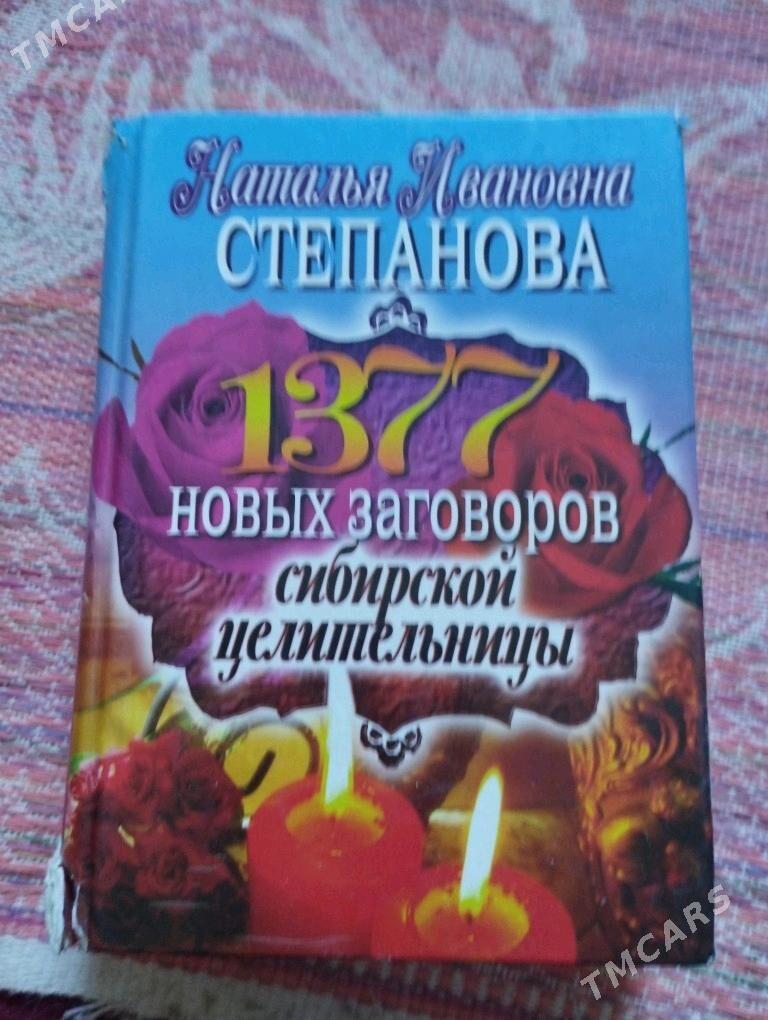 TMCARS
Наталья Ивановна
СТЕПАНОВА
1377
НОВЫХ ЗАГОВОРОВ
сибирской
целительницы
TMCARS